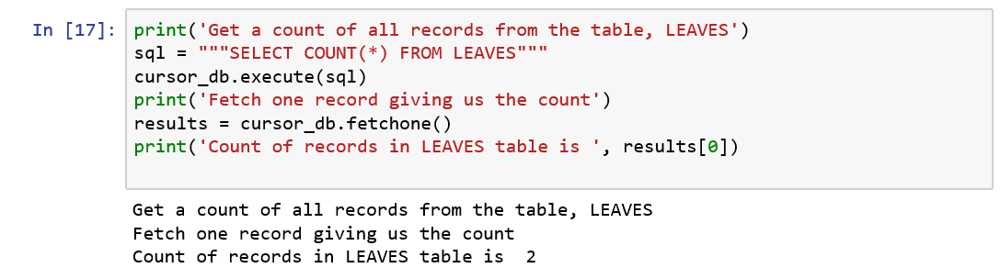 In [17]: print('Get a count of all records from the table, LEAVES')
sql = """SELECT COUNT(*) FROM LEAVES"""
cursor_db.execute(sql)
print('Fetch one record giving us the count')
results = cursor_db.fetchone()
print('Count of records in LEAVES table is ', results[0])
Get a count of all records from the table, LEAVES
Fetch one record giving us the count
Count of records in LEAVES table is  2